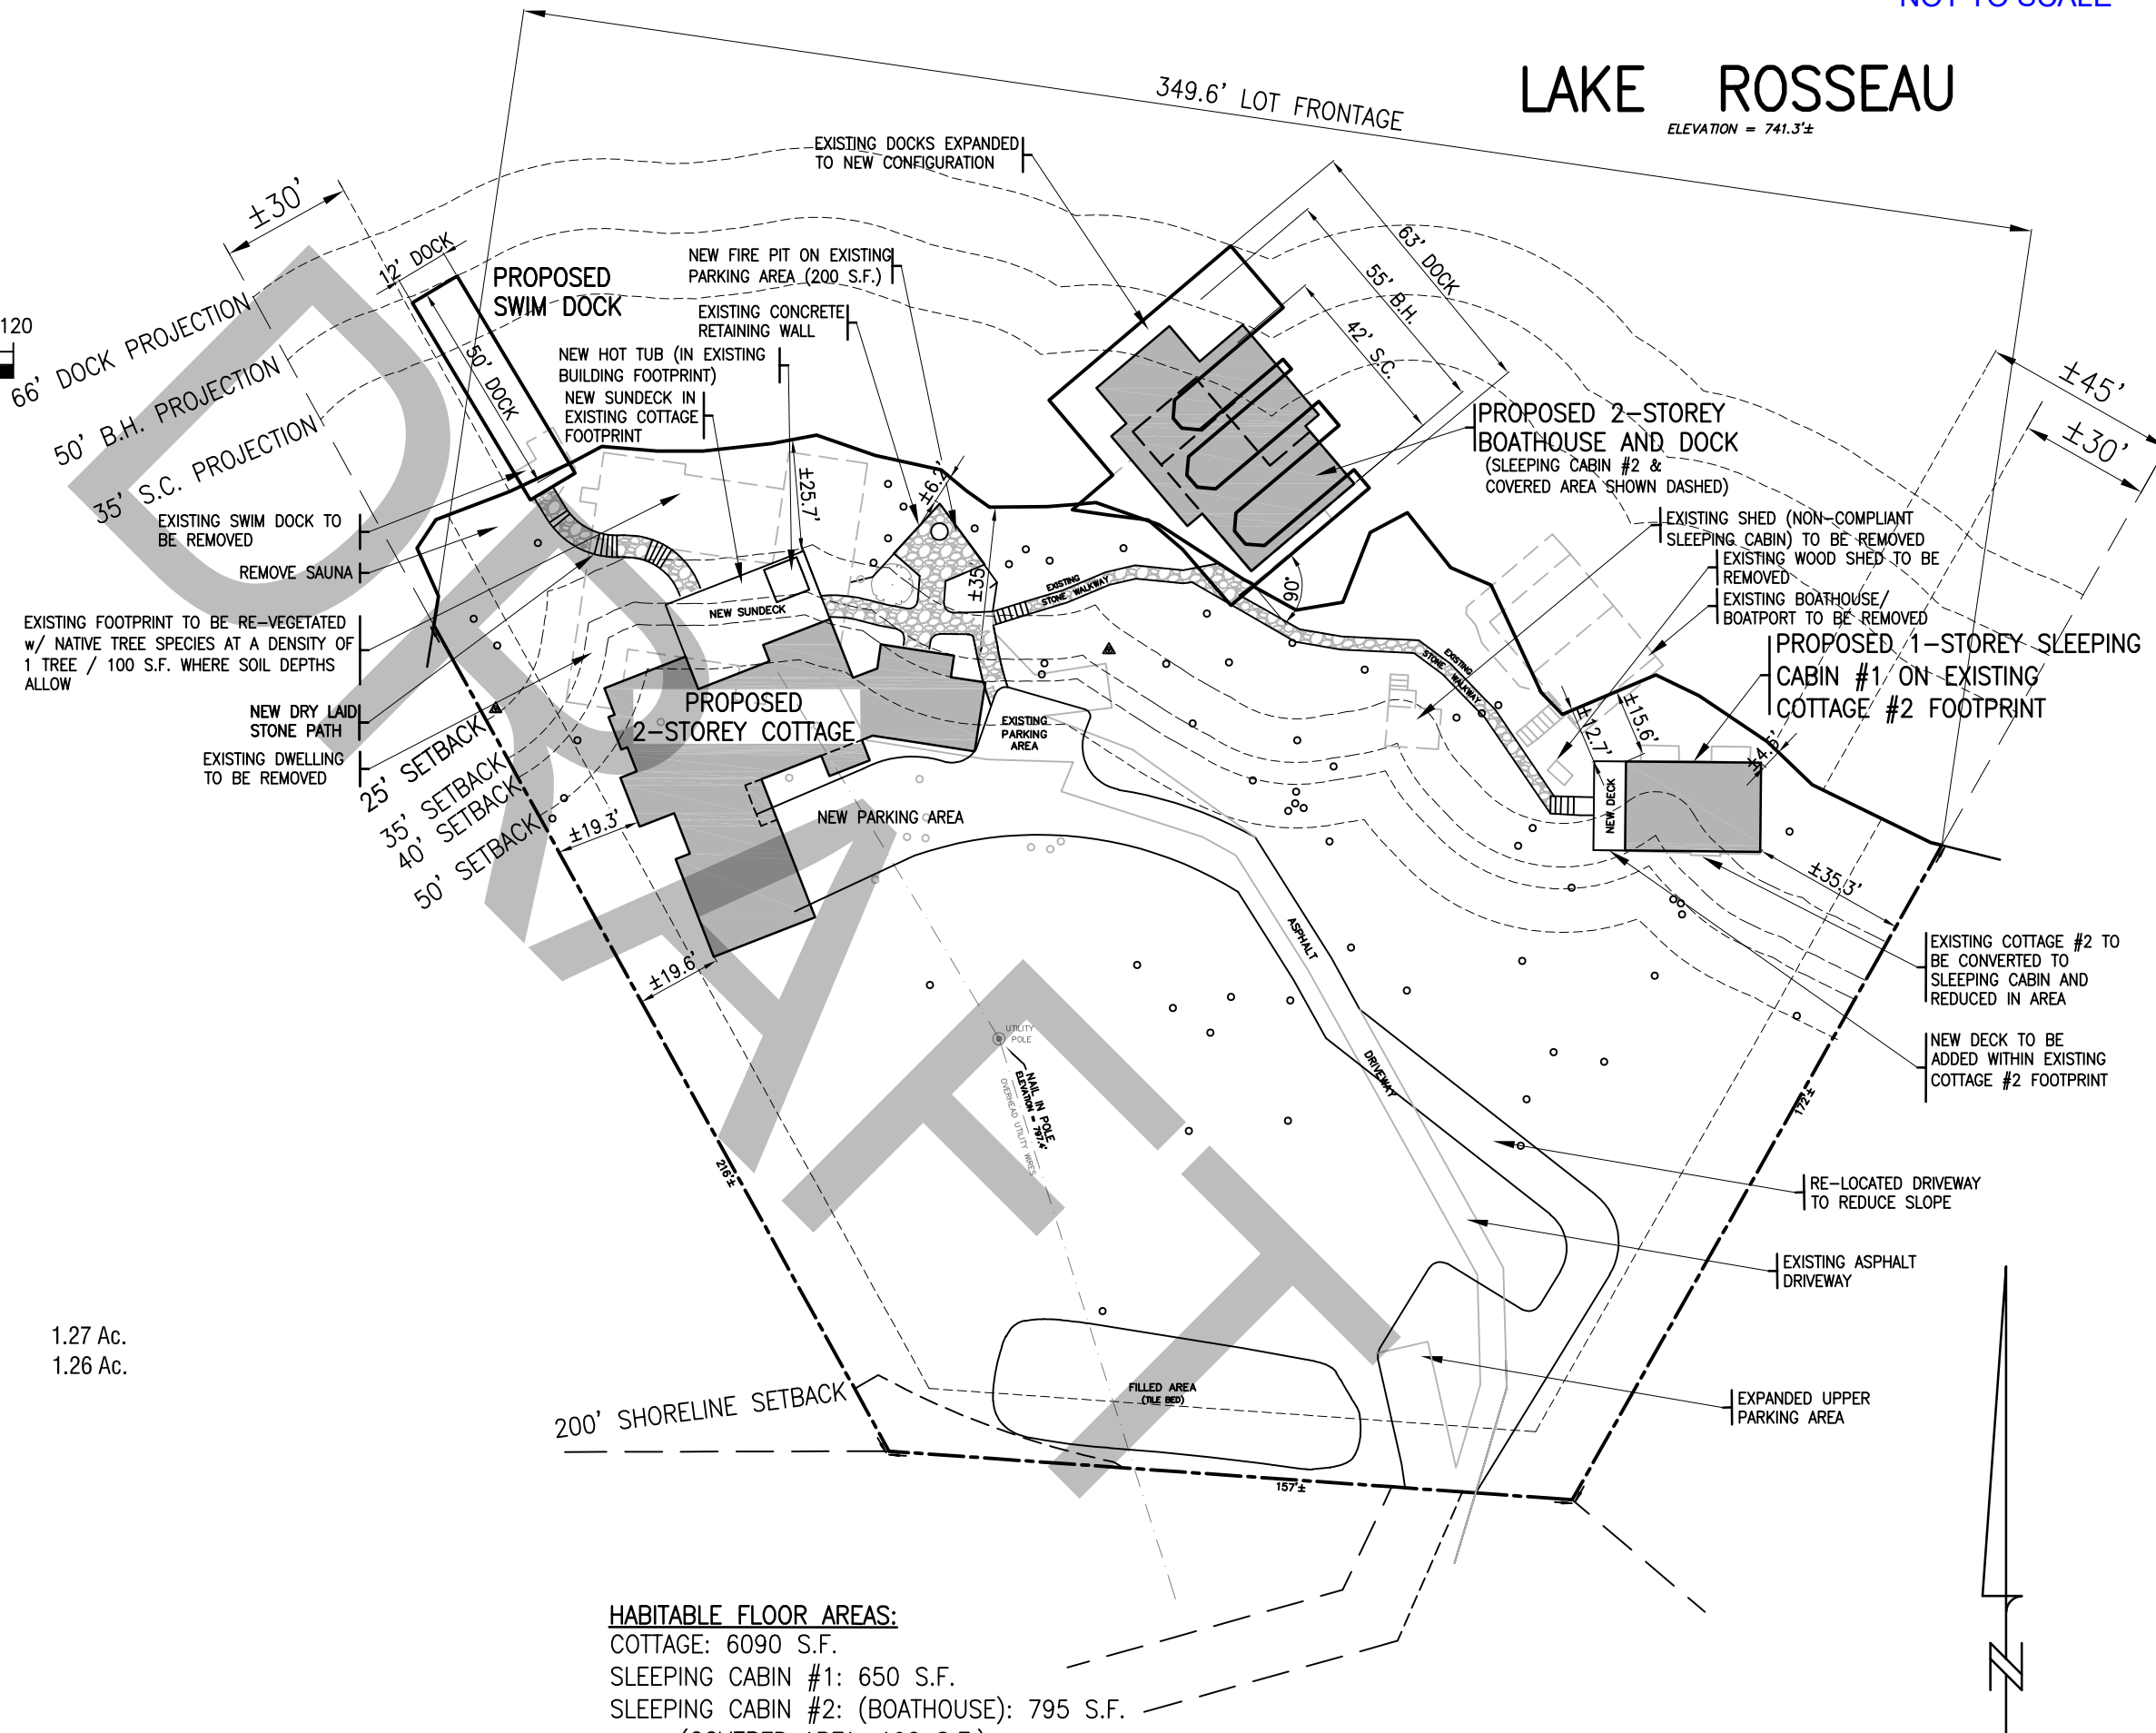 349.6' LOT FRONTAGE
LAKE ROSSEAU
ELEVATION = 741.3'±
EXISTING DOCKS EXPANDED
TO NEW CONFIGURATION
±30'
12' DOCK
50' DOCK
PROPOSED
SWIM DOCK
NEW FIRE PIT ON EXISTING
PARKING AREA (200 S.F.)
EXISTING CONCRETE
RETAINING WALL
NEW HOT TUB (IN EXISTING
BUILDING FOOTPRINT)
NEW SUNDECK IN
EXISTING COTTAGE
FOOTPRINT
63' DOCK
55' B.H.
42' S.C.
120
66' DOCK PROJECTION
50' B.H. PROJECTION
35' S.C. PROJECTION
±45'
±30'
PROPOSED 2-STOREY
BOATHOUSE AND DOCK
(SLEEPING CABIN #2 &
COVERED AREA SHOWN DASHED)
EXISTING SWIM DOCK TO
BE REMOVED
REMOVE SAUNA
EXISTING FOOTPRINT TO BE RE-VEGETATED
w/ NATIVE TREE SPECIES AT A DENSITY OF
1 TREE / 100 S.F. WHERE SOIL DEPTHS
ALLOW
NEW DRY LAID
STONE PATH
EXISTING DWELLING
TO BE REMOVED
±25.7'
±6.2'
±35'
90°
EXISTING
STONE WALKWAY
EXISTING
STONE WALKWAY
EXISTING SHED (NON-COMPLIANT
SLEEPING CABIN) TO BE REMOVED
EXISTING WOOD SHED TO BE
REMOVED
EXISTING BOATHOUSE/
BOATPORT TO BE REMOVED
PROPOSED 1-STOREY SLEEPING
CABIN #1 ON EXISTING
COTTAGE #2 FOOTPRINT
NEW SUNDECK
PROPOSED
2-STOREY COTTAGE
EXISTING
PARKING
AREA
±12.7'
±15.6'
NEW DECK
±35.3'
25' SETBACK
35' SETBACK
40' SETBACK
50' SETBACK
±19.3'
NEW PARKING AREA
±19.6'
ASPHALT
DRIVEWAY
EXISTING COTTAGE #2 TO
BE CONVERTED TO
SLEEPING CABIN AND
REDUCED IN AREA
NEW DECK TO BE
ADDED WITHIN EXISTING
COTTAGE #2 FOOTPRINT
UTILITY
POLE
NAIL IN POLE
ELEVATION = 797.4'
OVERHEAD UTILITY WIRES
172'±
216'±
RE-LOCATED DRIVEWAY
TO REDUCE SLOPE
EXISTING ASPHALT
DRIVEWAY
EXPANDED UPPER
PARKING AREA
1.27 Ac.
1.26 Ac.
200' SHORELINE SETBACK
FILLED AREA
(TILE BED)
157'±
N
DRAFT
HABITABLE FLOOR AREAS:
COTTAGE: 6090 S.F.
SLEEPING CABIN #1: 650 S.F.
SLEEPING CABIN #2: (BOATHOUSE): 795 S.F.